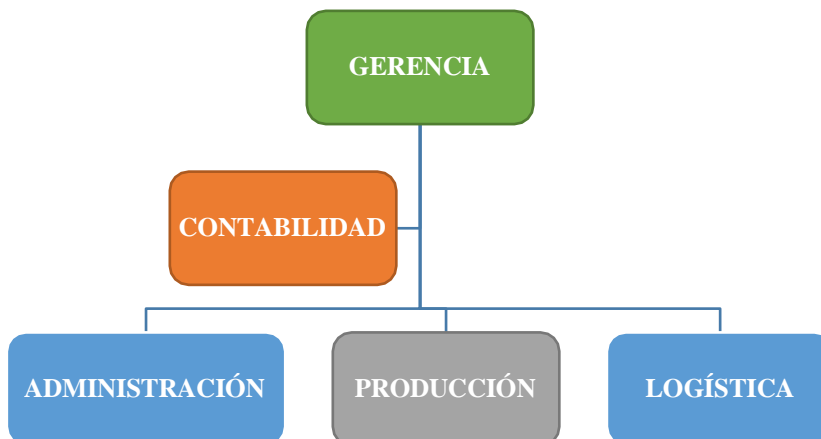 GERENCIA
CONTABILIDAD
ADMINISTRACIÓN
PRODUCCIÓN
LOGÍSTICA